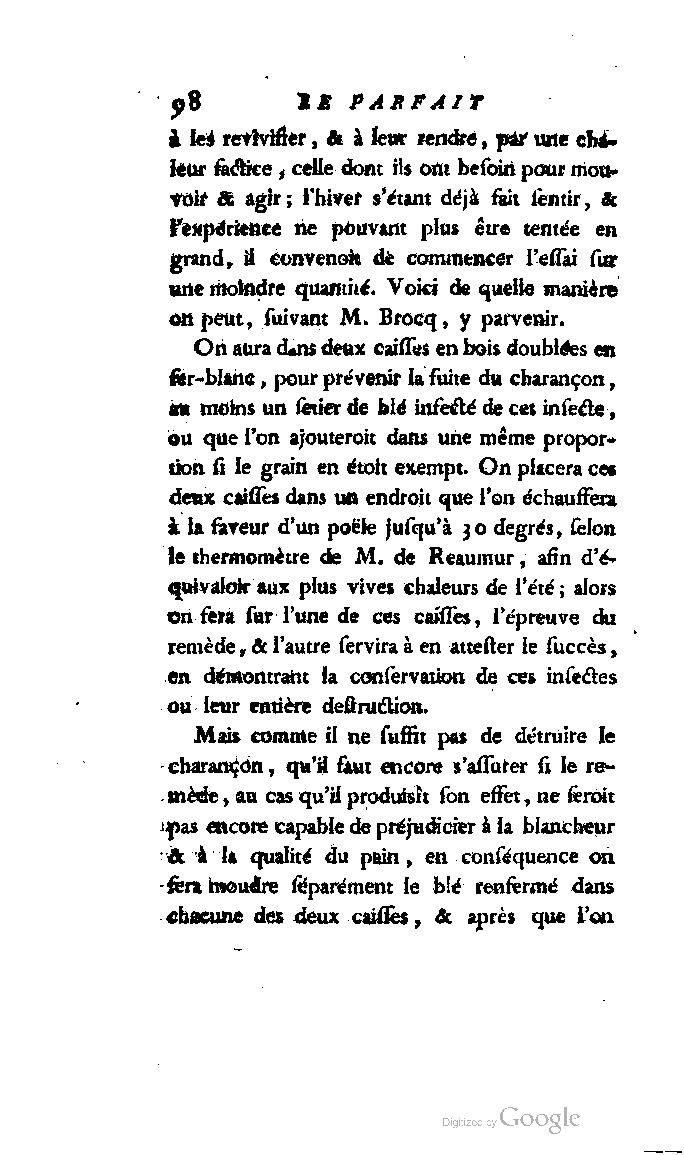 98 LE PARFAIT
à les revivifier, & à leur rendre, par une cha-
leur factice, celle dont ils ont beſoin pour mou-
voir & agir; l'hiver s'étant déjà fait ſentir, &
l'expérience ne pouvant plus être tentée en
grand, il convenoit de commencer l'eſſai ſur
une moindre quantité. Voici de quelle manière
on peut, ſuivant M. Brocq, y parvenir.
On aura dans deux caiſſes en bois doublées en
fer-blanc, pour prévenir la fuite du charançon,
au moins un ſetier de blé infecté de cet inſecte,
ou que l'on ajouteroit dans une même propor-
tion ſi le grain en étoit exempt. On placera ces
deux caiſſes dans un endroit que l'on échauffera
à la faveur d'un poële juſqu'à 30 degrés, ſelon
le thermomètre de M. de Reaumur, afin d'é-
quivaloir aux plus vives chaleurs de l'été; alors
on fera ſur l'une de ces caiſſes, l'épreuve du
remède, & l'autre ſervira à en atteſter le ſuccès,
en démontrant la conſervation de ces inſectes
ou leur entière deſtruction.
Mais comme il ne ſuffit pas de détruire le
charançon, qu'il faut encore s'aſſurer ſi le re-
mède, au cas qu'il produisît ſon effet, ne ſeroit
pas encore capable de préjudicier à la blancheur
& à la qualité du pain, en conſéquence on
fera moudre ſéparément le blé renfermé dans
chacune des deux caiſſes, & après que l'on
Digitized by Google